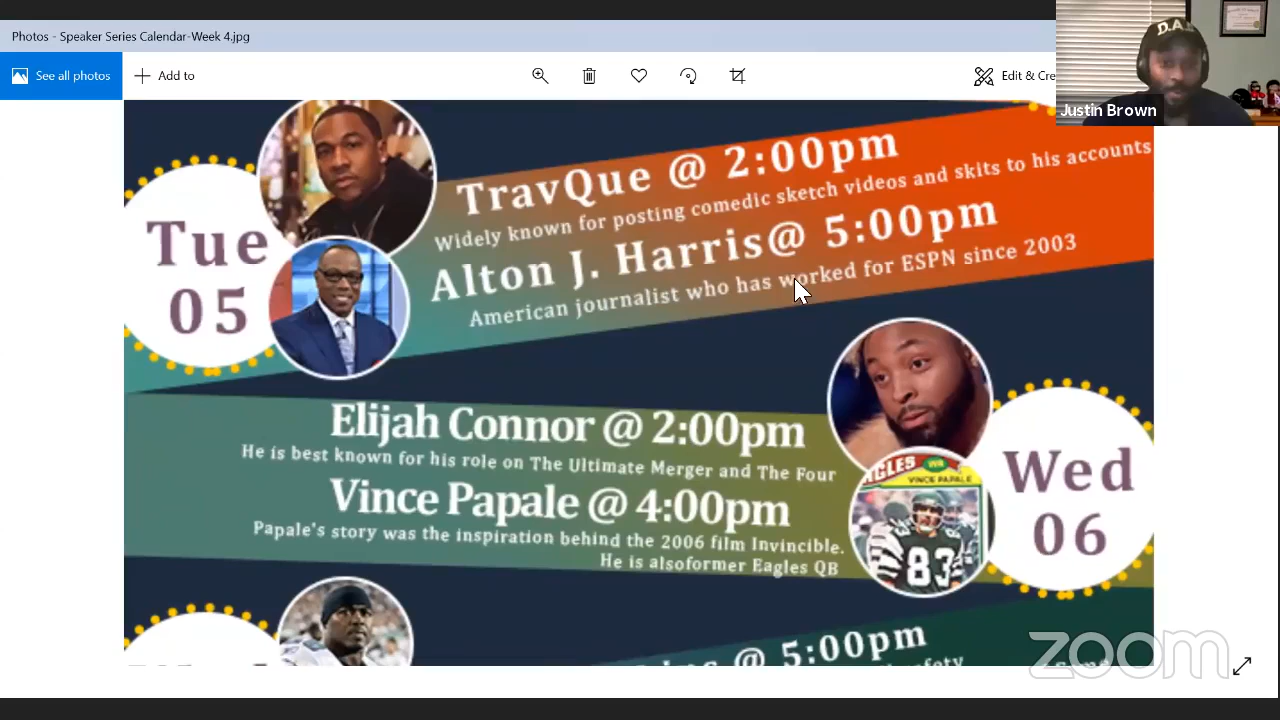 Photos - Speaker Series Calendar-Week 4.jpg
See all photos
Add to
Edit & Cre
D.A
Justin Brown
Tue
05
TravQue @ 2:00pm
Widely known for posting comedic sketch videos and skits to his accounts
Alton J. Harris@ 5:00pm
American journalist who has worked for ESPN since 2003
Elijah Connor @ 2:00pm
He is best known for his role on The Ultimate Merger and The Four
Vince Papale @ 4:00pm
Papale's story was the inspiration behind the 2006 film Invincible.
He is alsoformer Eagles QB
EAGLES
WR
VINCE PAPALE
83
Wed
06
@ 5:00pm
safety
zoom